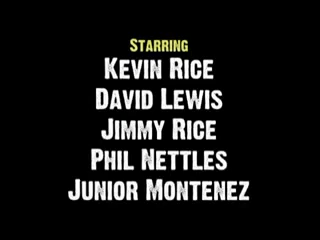 Starring
Kevin Rice
David Lewis
Jimmy Rice
Phil Nettles
Junior Montenez